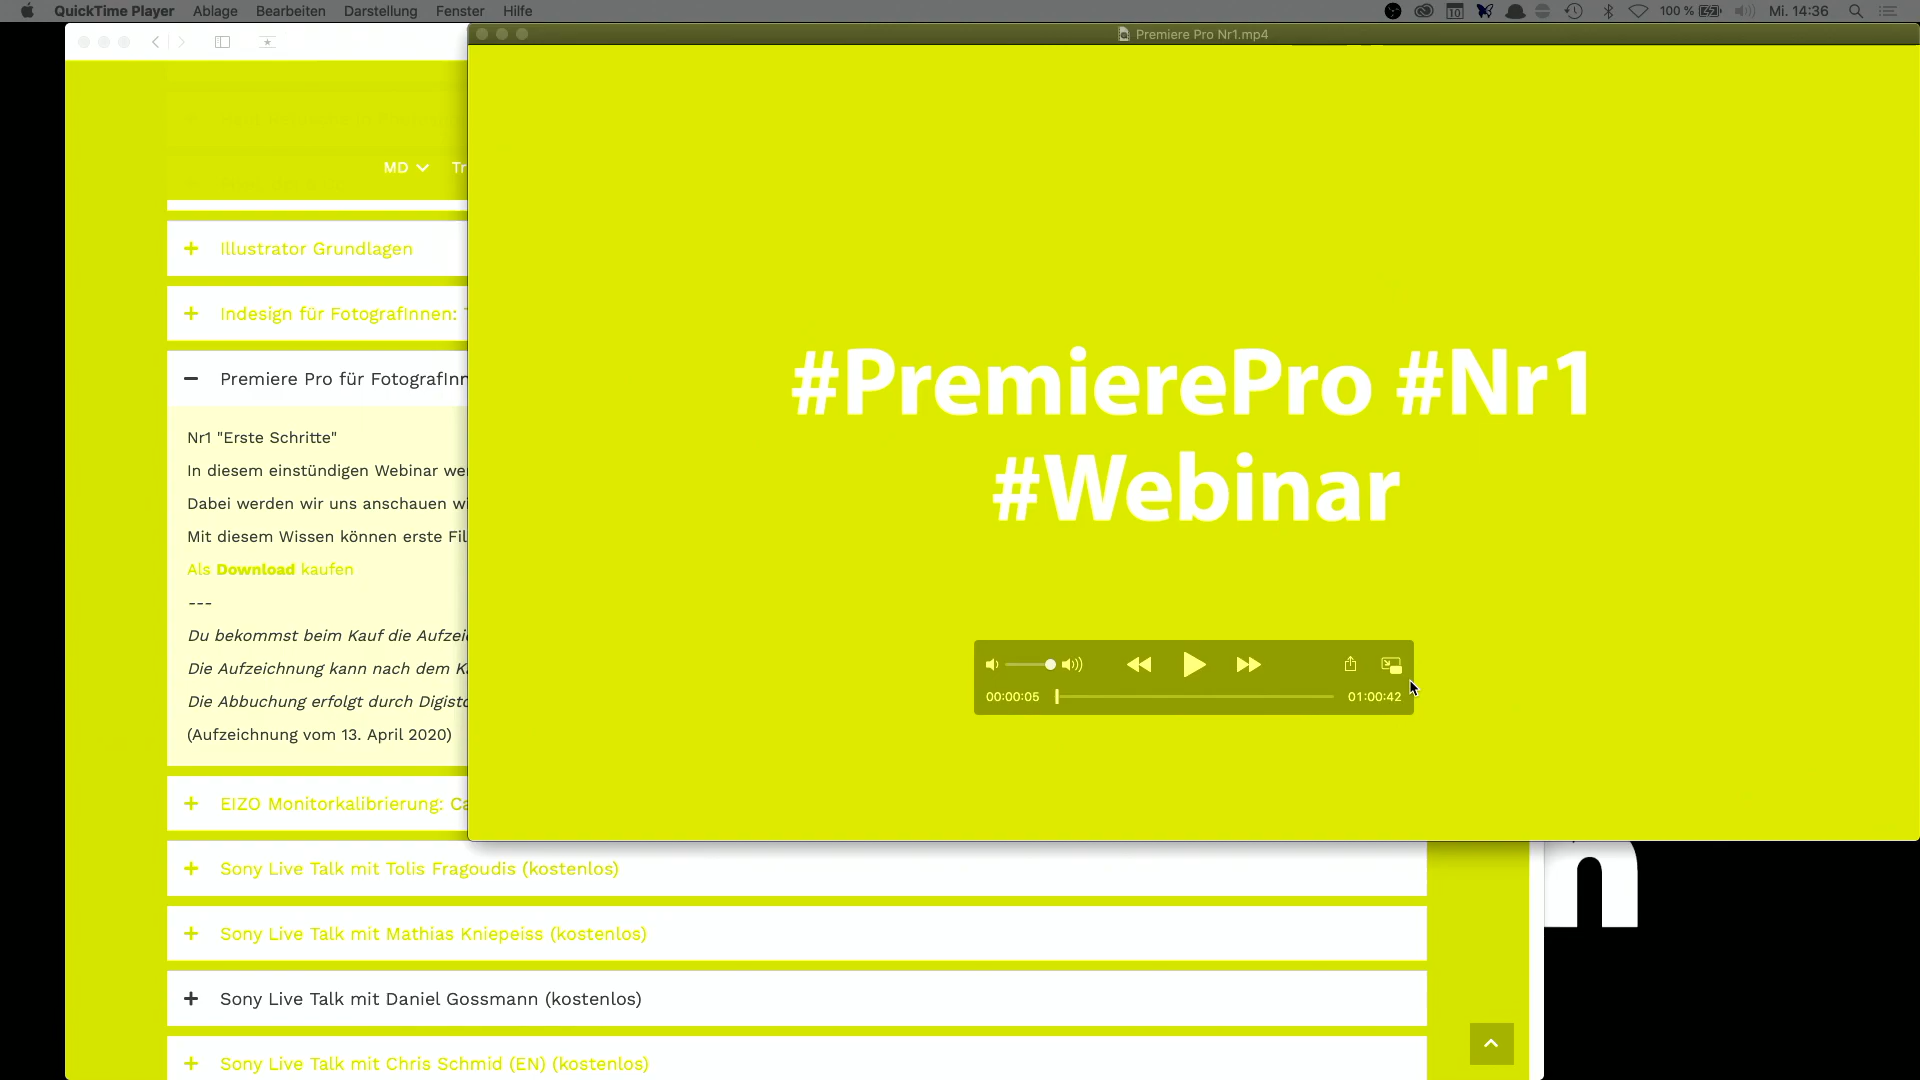 QuickTime Player Ablage Bearbeiten Darstellung Fenster Hilfe
10 100 % Mi. 14:36
Premiere Pro Nr1.mp4
MD Tr
Illustrator Grundlagen
Indesign für FotografInnen:
Premiere Pro für FotografInn
Nr1 "Erste Schritte"
In diesem einstündigen Webinar we
Dabei werden wir uns anschauen wi
Mit diesem Wissen können erste Fil
Als Download kaufen
---
Du bekommst beim Kauf die Aufzei
Die Aufzeichnung kann nach dem K
Die Abbuchung erfolgt durch Digist
(Aufzeichnung vom 13. April 2020)
EIZO Monitorkalibrierung: Ca
Sony Live Talk mit Tolis Fragoudis (kostenlos)
Sony Live Talk mit Mathias Kniepeiss (kostenlos)
Sony Live Talk mit Daniel Gossmann (kostenlos)
Sony Live Talk mit Chris Schmid (EN) (kostenlos)
#PremierePro #Nr1
#Webinar
00:00:05 01:00:42
n